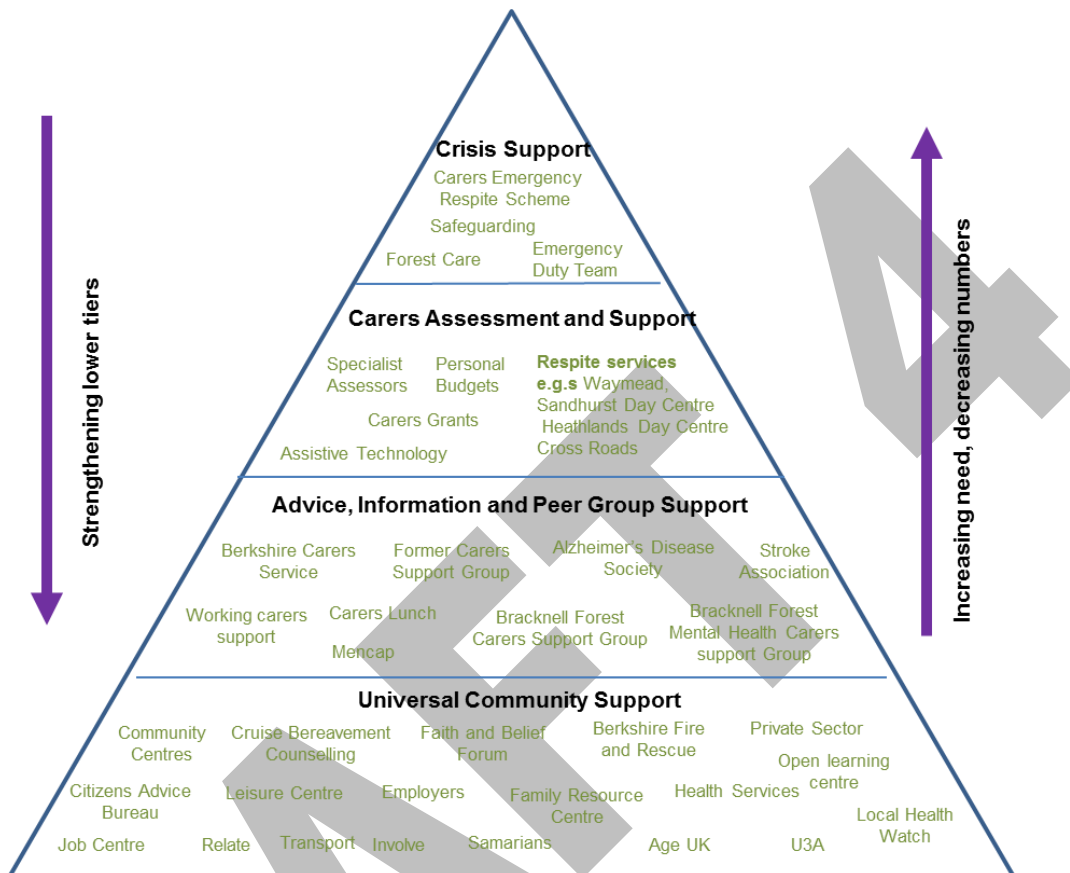 Crisis Support
Carers Emergency
Respite Scheme
Safeguarding
Forest Care
Emergency
Duty Team
Strengthening lower tiers
Increasing need, decreasing numbers
Carers Assessment and Support
Specialist
Assessors
Personal
Budgets
Respite services
e.g.s Waymead,
Sandhurst Day Centre
Heathlands Day Centre
Cross Roads
Carers Grants
Assistive Technology
Advice, Information and Peer Group Support
Berkshire Carers
Service
Former Carers
Support Group
Alzheimer's Disease
Society
Stroke
Association
Working carers
support
Carers Lunch
Mencap
Bracknell Forest
Carers Support Group
Bracknell Forest
Mental Health Carers
support Group
Universal Community Support
Community
Centres
Cruise Bereavement
Counselling
Faith and Belief
Forum
Berkshire Fire
and Rescue
Private Sector
Open learning
centre
Citizens Advice
Bureau
Leisure Centre
Employers
Family Resource
Centre
Health Services
Local Health
Watch
Job Centre
Relate
Transport
Involve
Samarians
Age UK
U3A
AFT 4